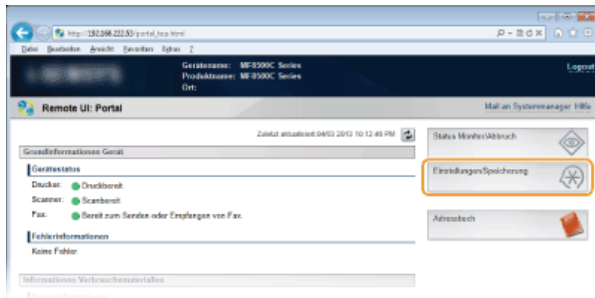 http://192.168.222.53/portal_top.html
Datei Bearbeiten Ansicht Favoriten Extras ?
Gerätename: MF8500C Series
Produktname: MF8500C Series
Ort:
Logout
Remote UI: Portal
Mail an Systemmanager Hilfe
Zuletzt aktualisiert:04/03 2013 10:12:48 PM
Grundinformationen Gerät
Gerätestatus
Drucker: Druckbereit
Scanner: Scanbereit
Fax: Bereit zum Senden oder Empfangen von Fax.
Fehlerinformationen
Keine Fehler.
Informationen Verbrauchsmaterialien
Status Monitor/Abbruch
Einstellungen/Speicherung
Adressbuch